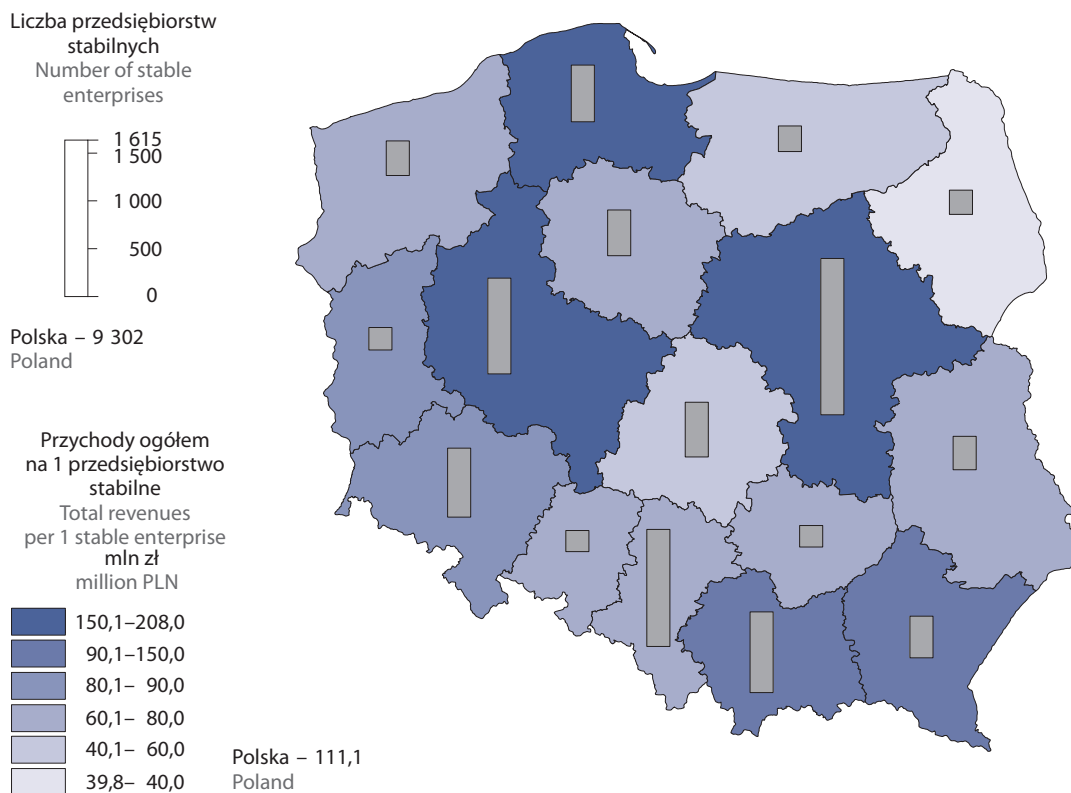 Liczba przedsiębiorstw
stabilnych
Number of stable
enterprises
1 615
1 500
1 000
500
0
Polska – 9 302
Poland
Przychody ogółem
na 1 przedsiębiorstwo
stabilne
Total revenues
per 1 stable enterprise
mln zł
million PLN
150,1–208,0
90,1–150,0
80,1– 90,0
60,1– 80,0
40,1– 60,0
39,8– 40,0
Polska – 111,1
Poland